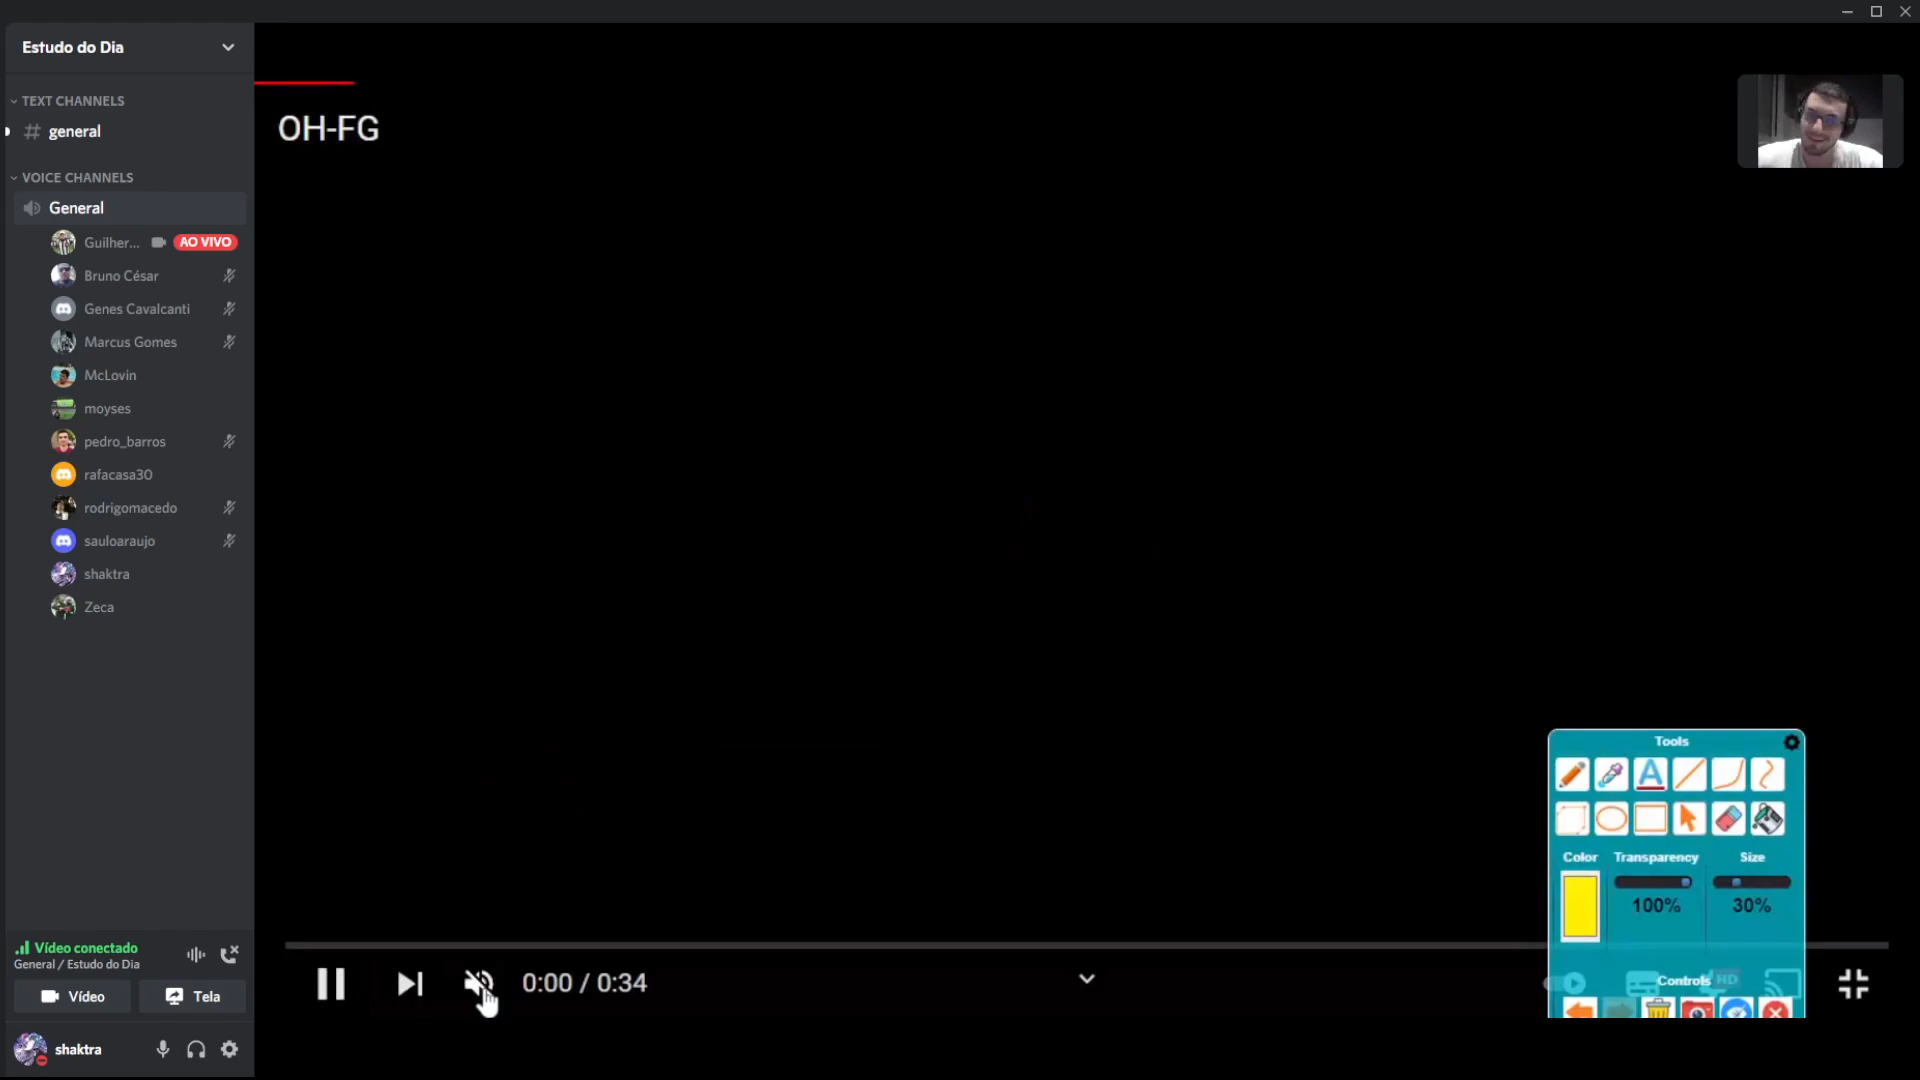 Estudo do Dia
TEXT CHANNELS
# general
VOICE CHANNELS
General
Guilher... AO VIVO
Bruno César
Genes Cavalcanti
Marcus Gomes
McLovin
moyses
pedro_barros
rafacasa30
rodrigomacedo
sauloaraujo
shaktra
Zeca
Vídeo conectado
General / Estudo do Dia
Vídeo Tela
shaktra
OH-FG
0:00 / 0:34
Tools
A
Color Transparency Size
100% 30%
Controls HD